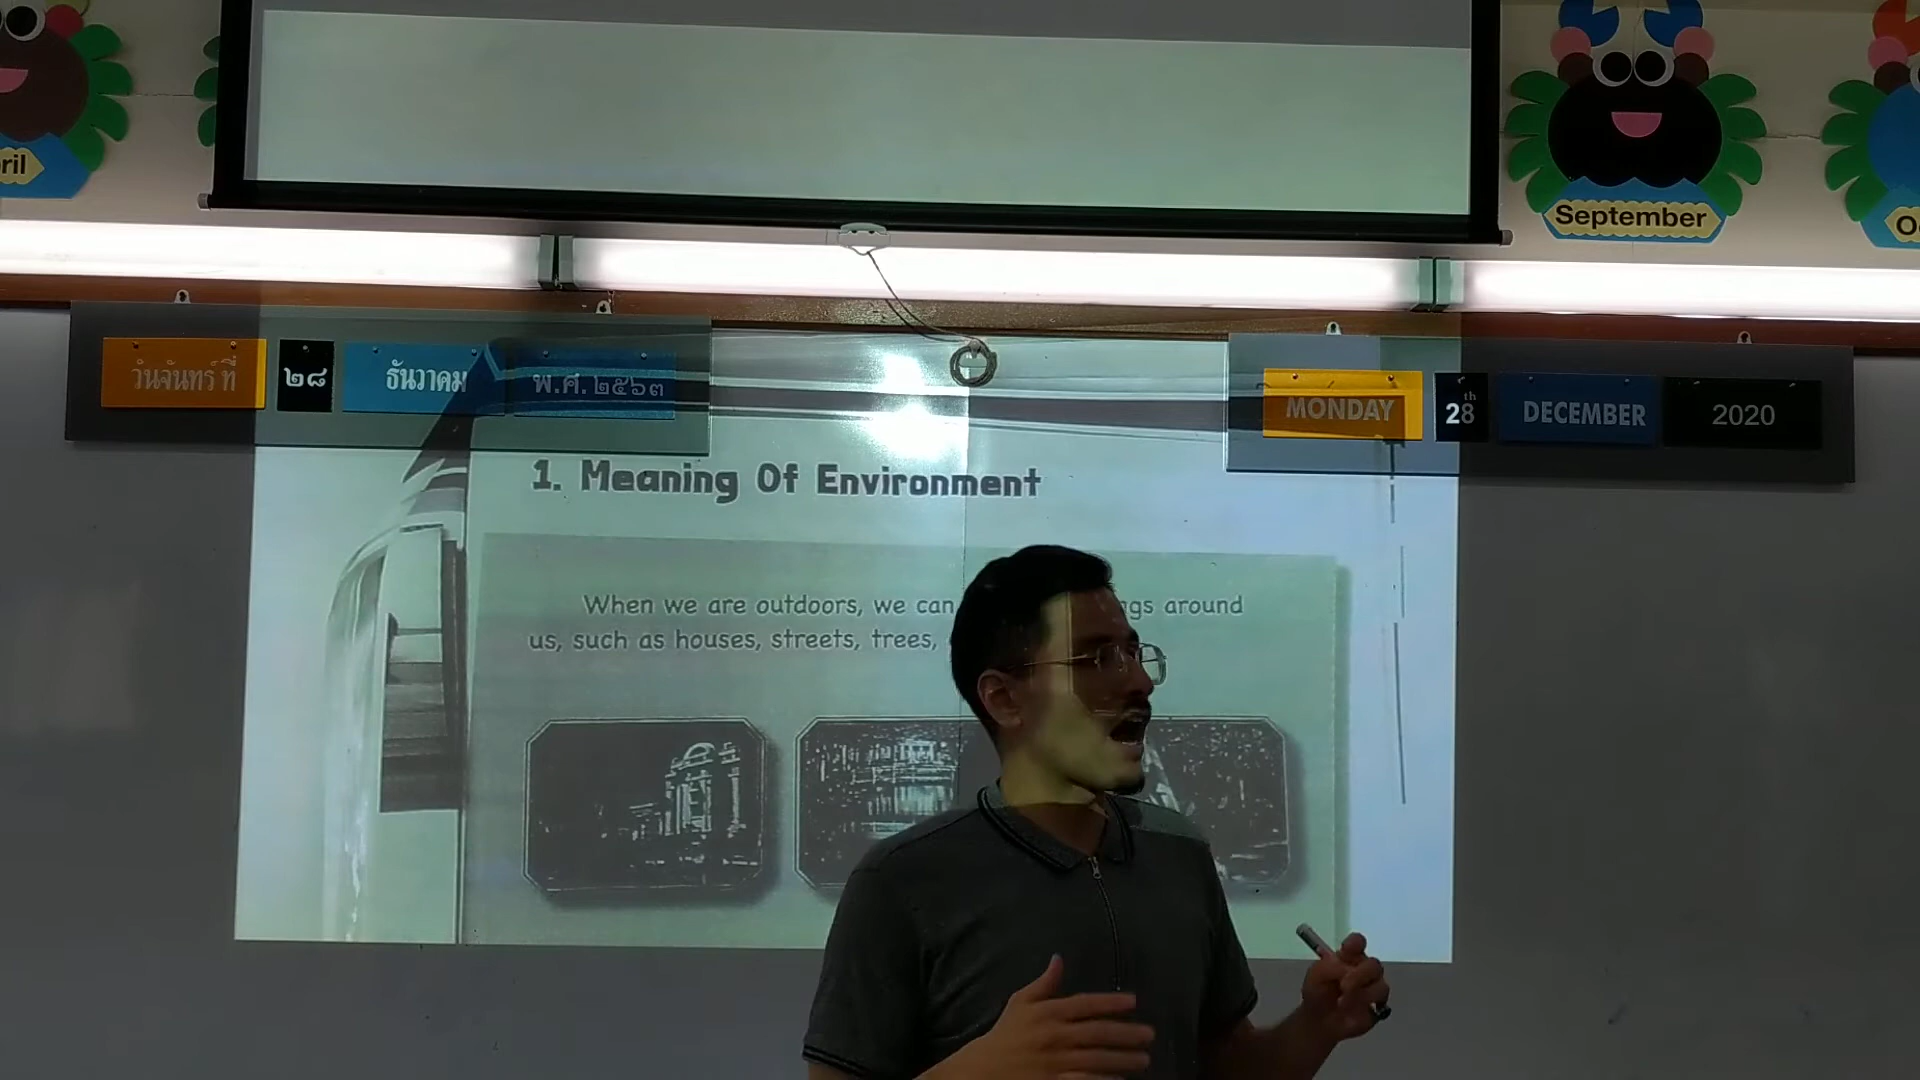 ril
September
O
วันจันทร์ ที่ ๒๘ ธันวาคม พ.ศ. ๒๕๖๓
MONDAY 28th DECEMBER 2020
1. Meaning Of Environment
When we are outdoors, we can gs around
us, such as houses, streets, trees,